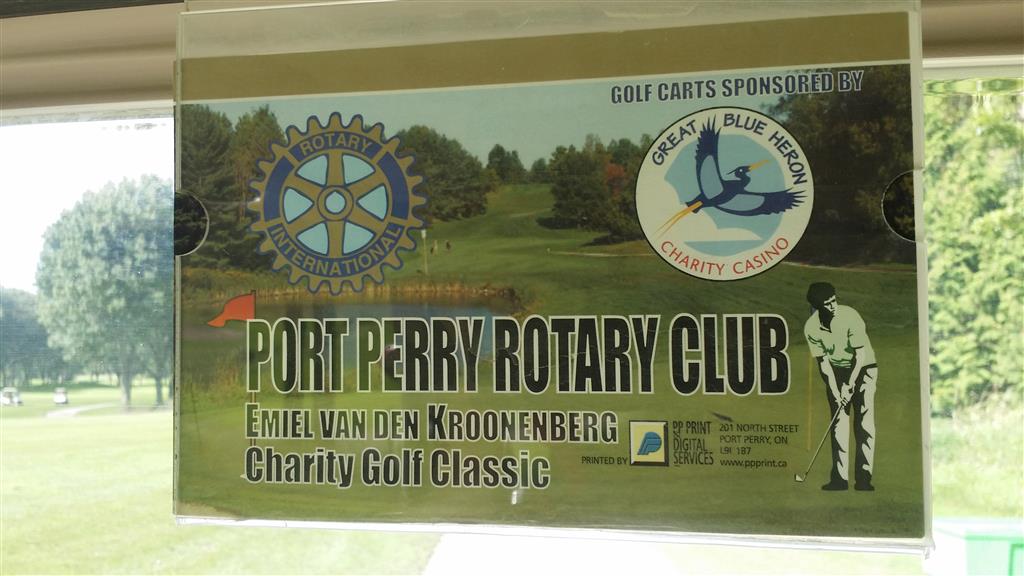 GOLF CARTS SPONSORED BY
ROTARY
INTERNATIONAL
GREAT BLUE HERON
CHARITY CASINO
PORT PERRY ROTARY CLUB
EMIEL VAN DEN KROONENBERG
Charity Golf Classic
PRINTED BY
PP PRINT
DIGITAL
SERVICES
201 NORTH STREET
PORT PERRY, ON
L9L 1B7
www.ppprint.ca